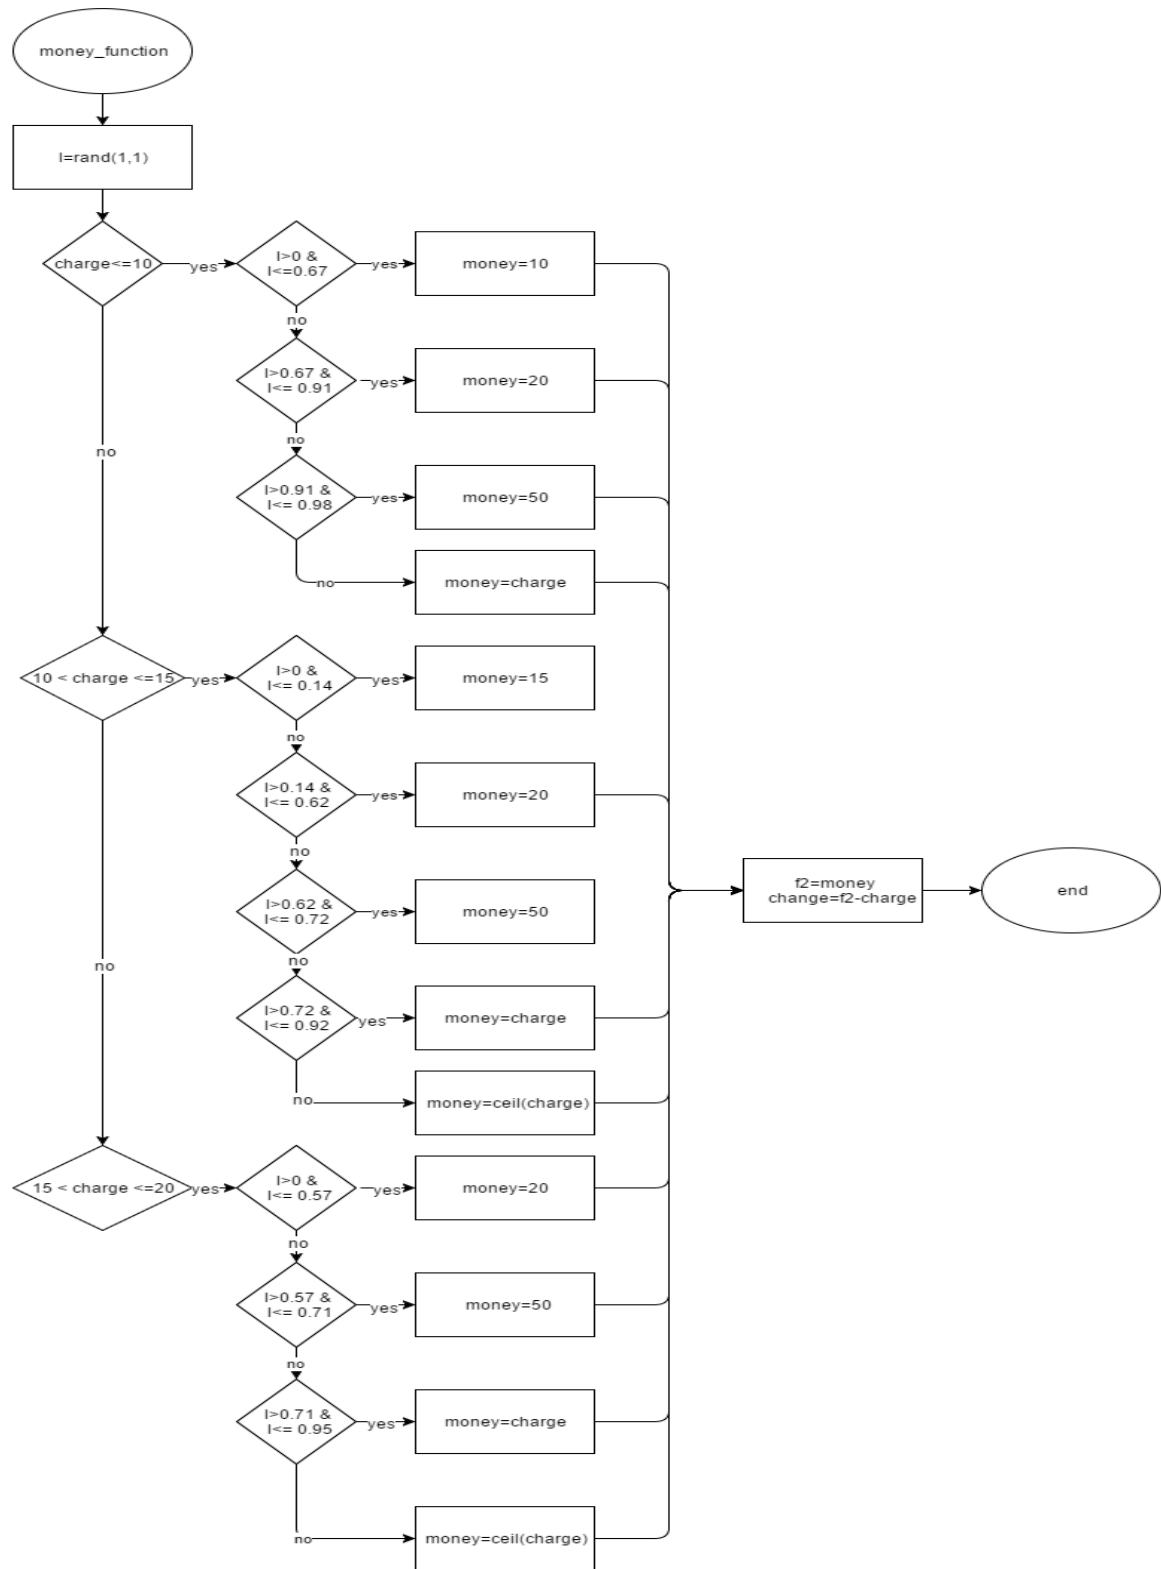 money_function
I=rand(1,1)
charge<=10
yes
I>0 &
I<=0.67
yes
money=10
no
I>0.67 &
I<= 0.91
yes
money=20
no
no
I>0.91 &
I<= 0.98
yes
money=50
no
money=charge
10 < charge <=15
yes
I>0 &
I<= 0.14
yes
money=15
no
I>0.14 &
I<= 0.62
yes
money=20
no
I>0.62 &
I<= 0.72
yes
money=50
no
no
I>0.72 &
I<= 0.92
yes
money=charge
no
money=ceil(charge)
f2=money
change=f2-charge
end
15 < charge <=20
yes
I>0 &
I<= 0.57
yes
money=20
no
I>0.57 &
I<= 0.71
yes
money=50
no
I>0.71 &
I<= 0.95
yes
money=charge
no
money=ceil(charge)